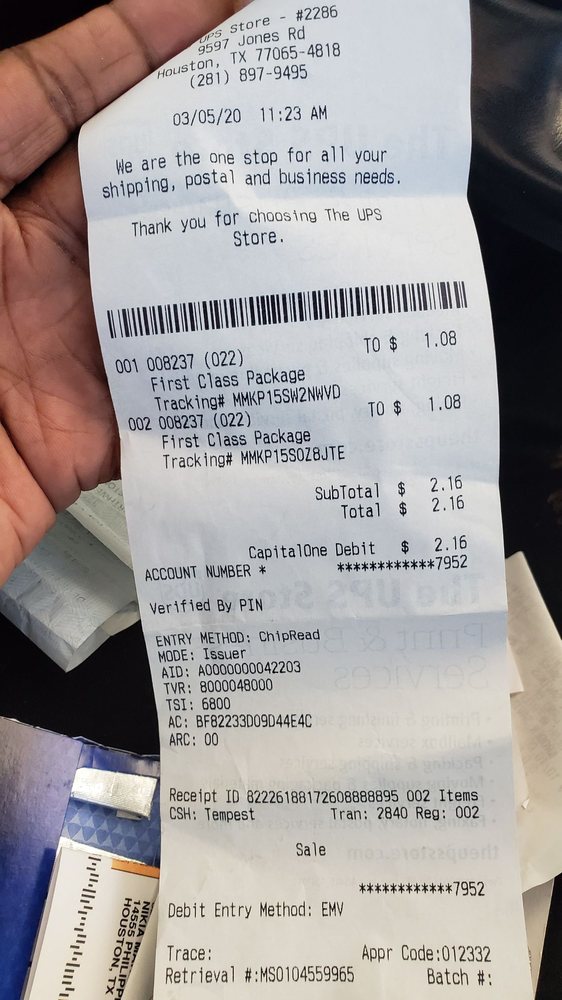 UPS Store - #2286
9597 Jones Rd
Houston, TX 77065-4818
(281) 897-9495
03/05/20 11:23 AM
We are the one stop for all your
shipping, postal and business needs.
Thank you for choosing The UPS
Store.
001 008237 (022) TO $ 1.08
First Class Package
Tracking# MMKP15SW2NWVD
002 008237 (022) TO $ 1.08
First Class Package
Tracking# MMKP15SOZ8JTE
SubTotal $ 2.16
Total $ 2.16
CapitalOne Debit $ 2.16
ACCOUNT NUMBER * ************7952
Verified By PIN
ENTRY METHOD: ChipRead
MODE: Issuer
AID: A0000000042203
TVR: 8000048000
TSI: 6800
AC: BF82233D09D44E4C
ARC: 00
Receipt ID 82226188172608888895 002 Items
CSH: Tempest Tran: 2840 Reg: 002
Sale
************7952
Debit Entry Method: EMV
Trace: Appr Code:012332
Retrieval #:MS0104559965 Batch #:
NIKIA
14555 PHILIPP
HOUSTON, TX